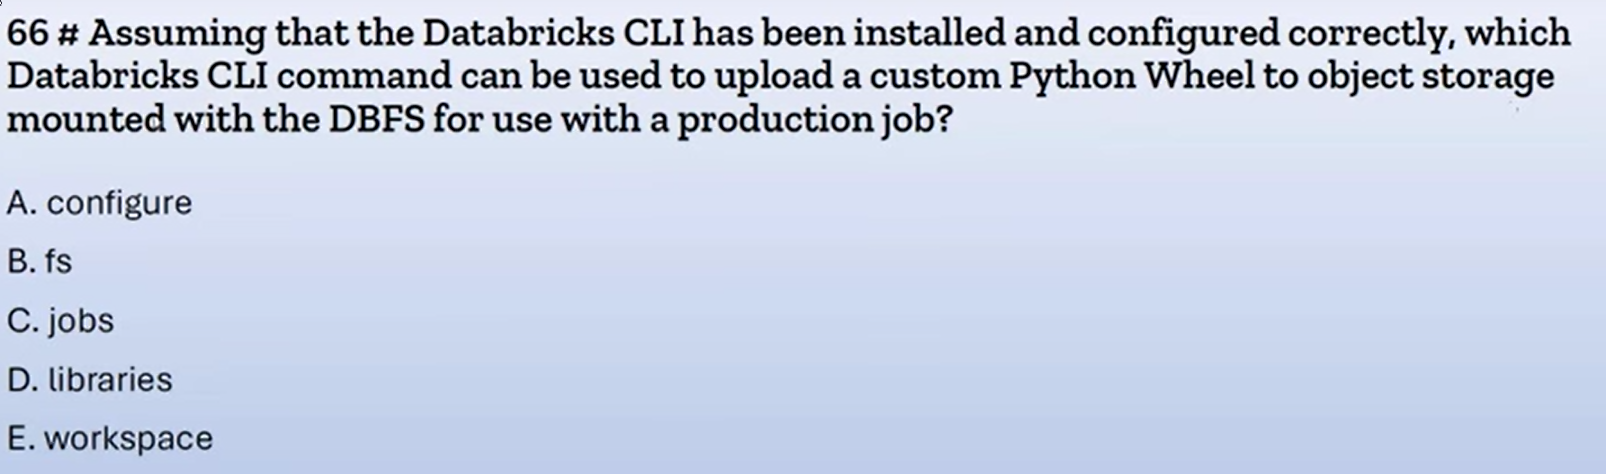 66 # Assuming that the Databricks CLI has been installed and configured correctly, which
Databricks CLI command can be used to upload a custom Python Wheel to object storage
mounted with the DBFS for use with a production job?
A. configure
B. fs
C. jobs
D. libraries
E. workspace